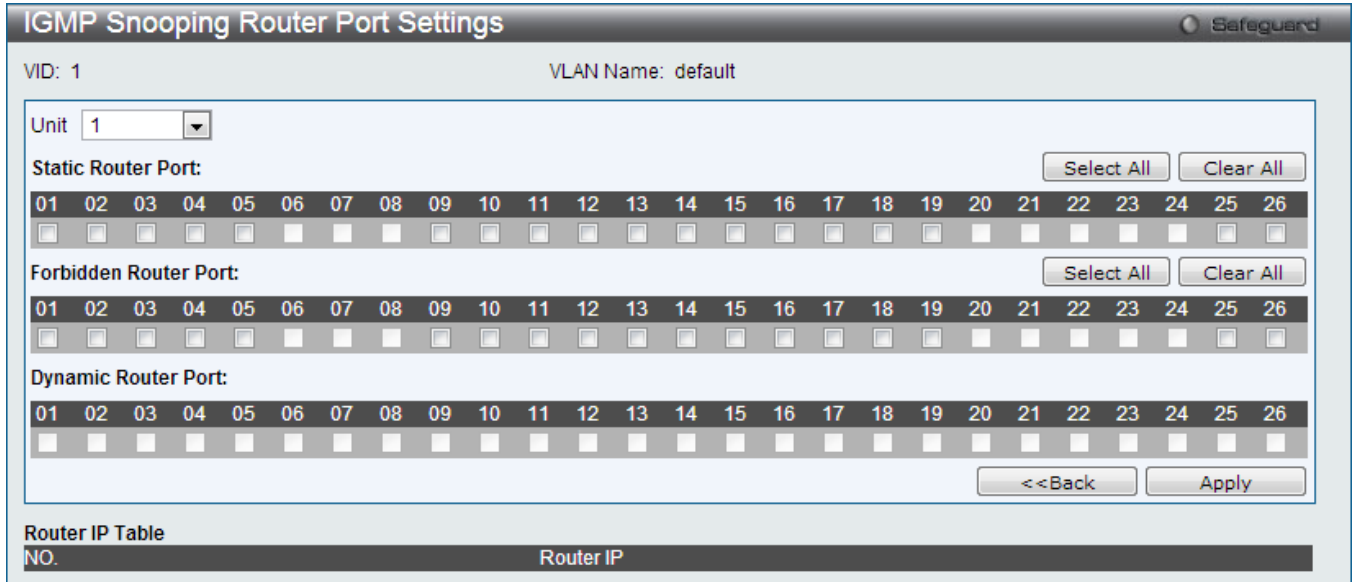 IGMP Snooping Router Port Settings Safeguard
VID: 1 VLAN Name: default
Unit 1
Static Router Port: Select All Clear All
01 02 03 04 05 06 07 08 09 10 11 12 13 14 15 16 17 18 19 20 21 22 23 24 25 26
Forbidden Router Port: Select All Clear All
01 02 03 04 05 06 07 08 09 10 11 12 13 14 15 16 17 18 19 20 21 22 23 24 25 26
Dynamic Router Port:
01 02 03 04 05 06 07 08 09 10 11 12 13 14 15 16 17 18 19 20 21 22 23 24 25 26
<<Back Apply
Router IP Table
NO. Router IP